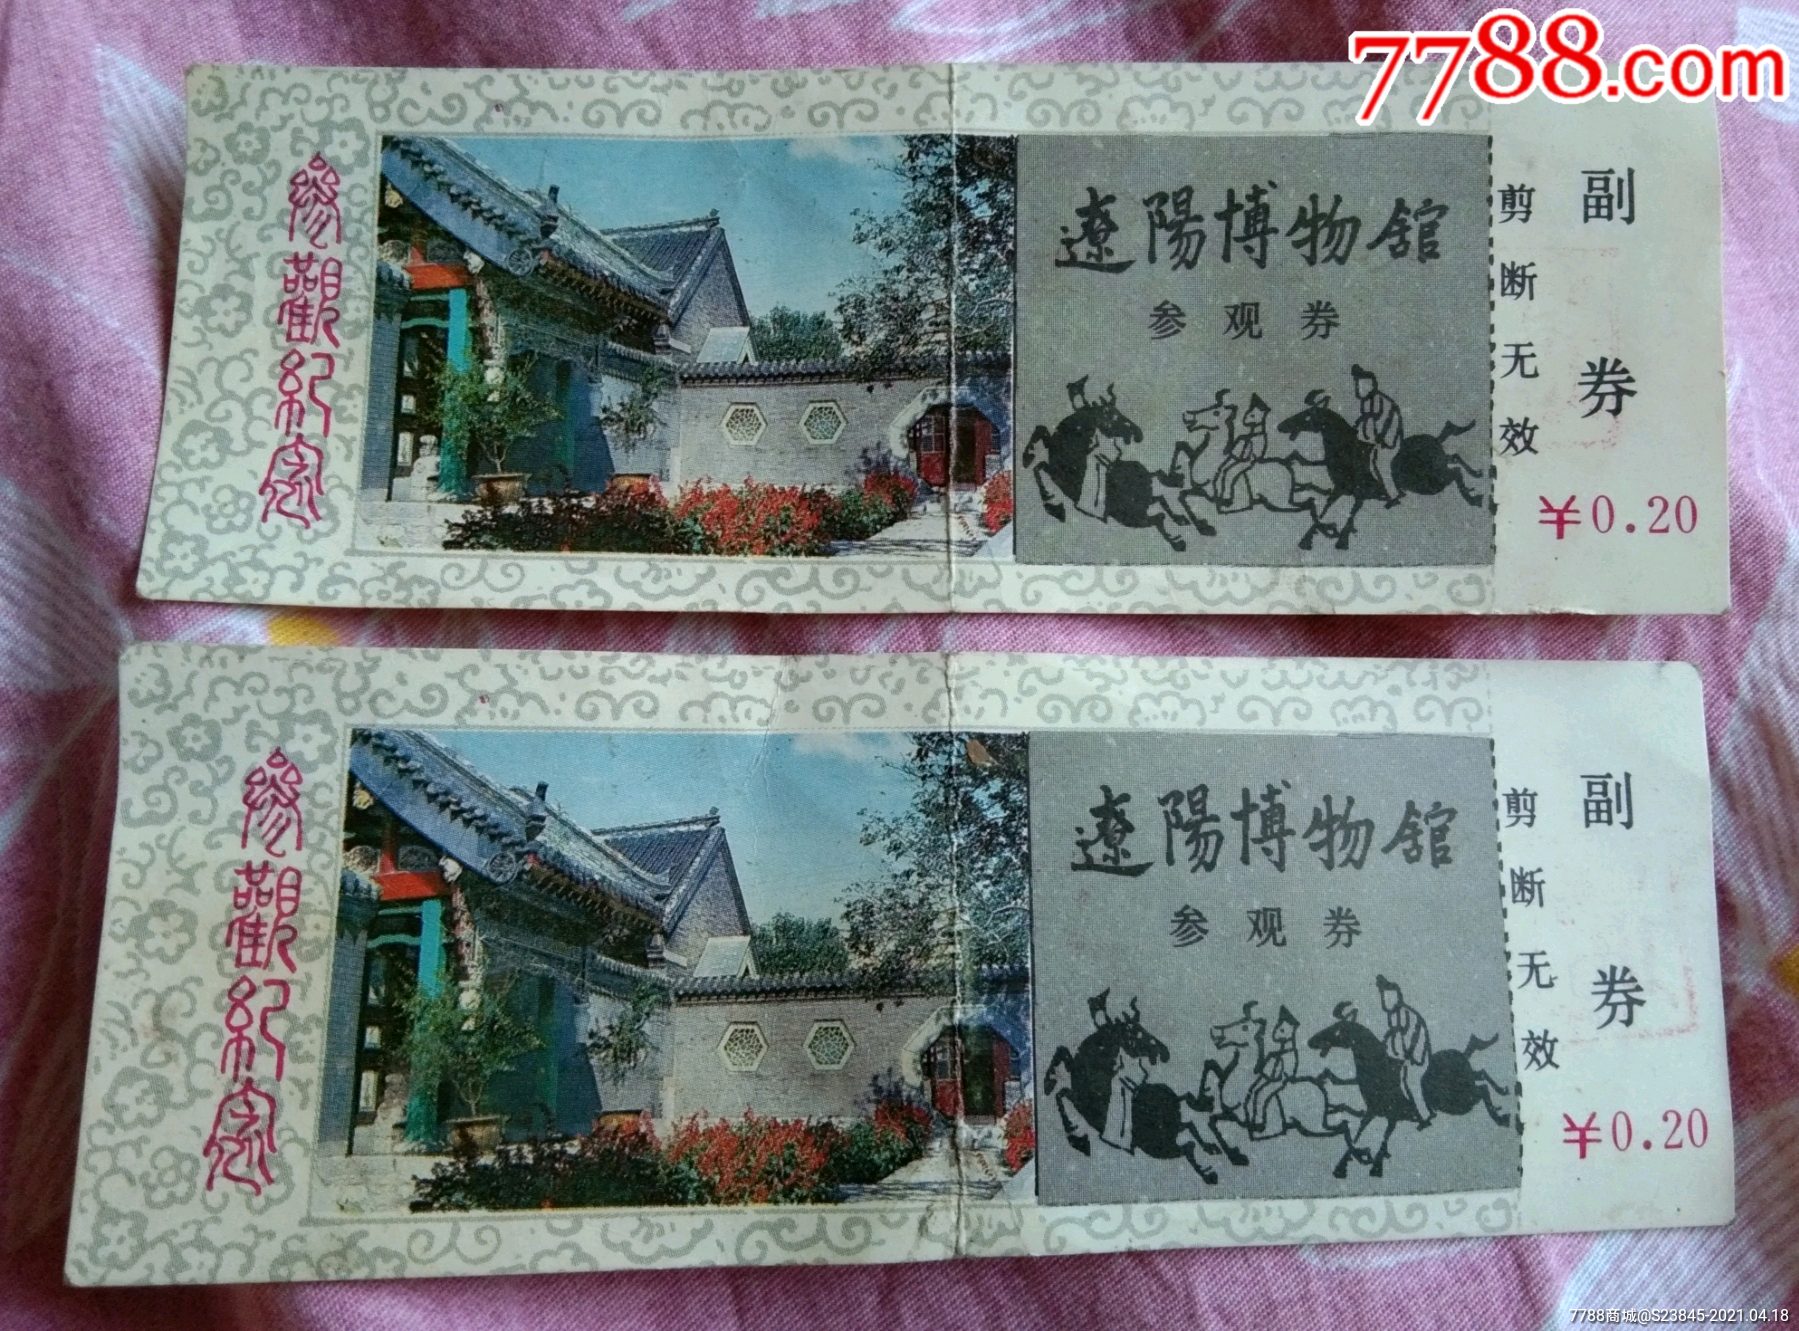 7788.com
參觀紀念
遼陽博物舘
参观券
剪断无效
副券
￥0.20
參觀紀念
遼陽博物舘
参观券
剪断无效
副券
￥0.20
7788商城@S23845-2021.04.18